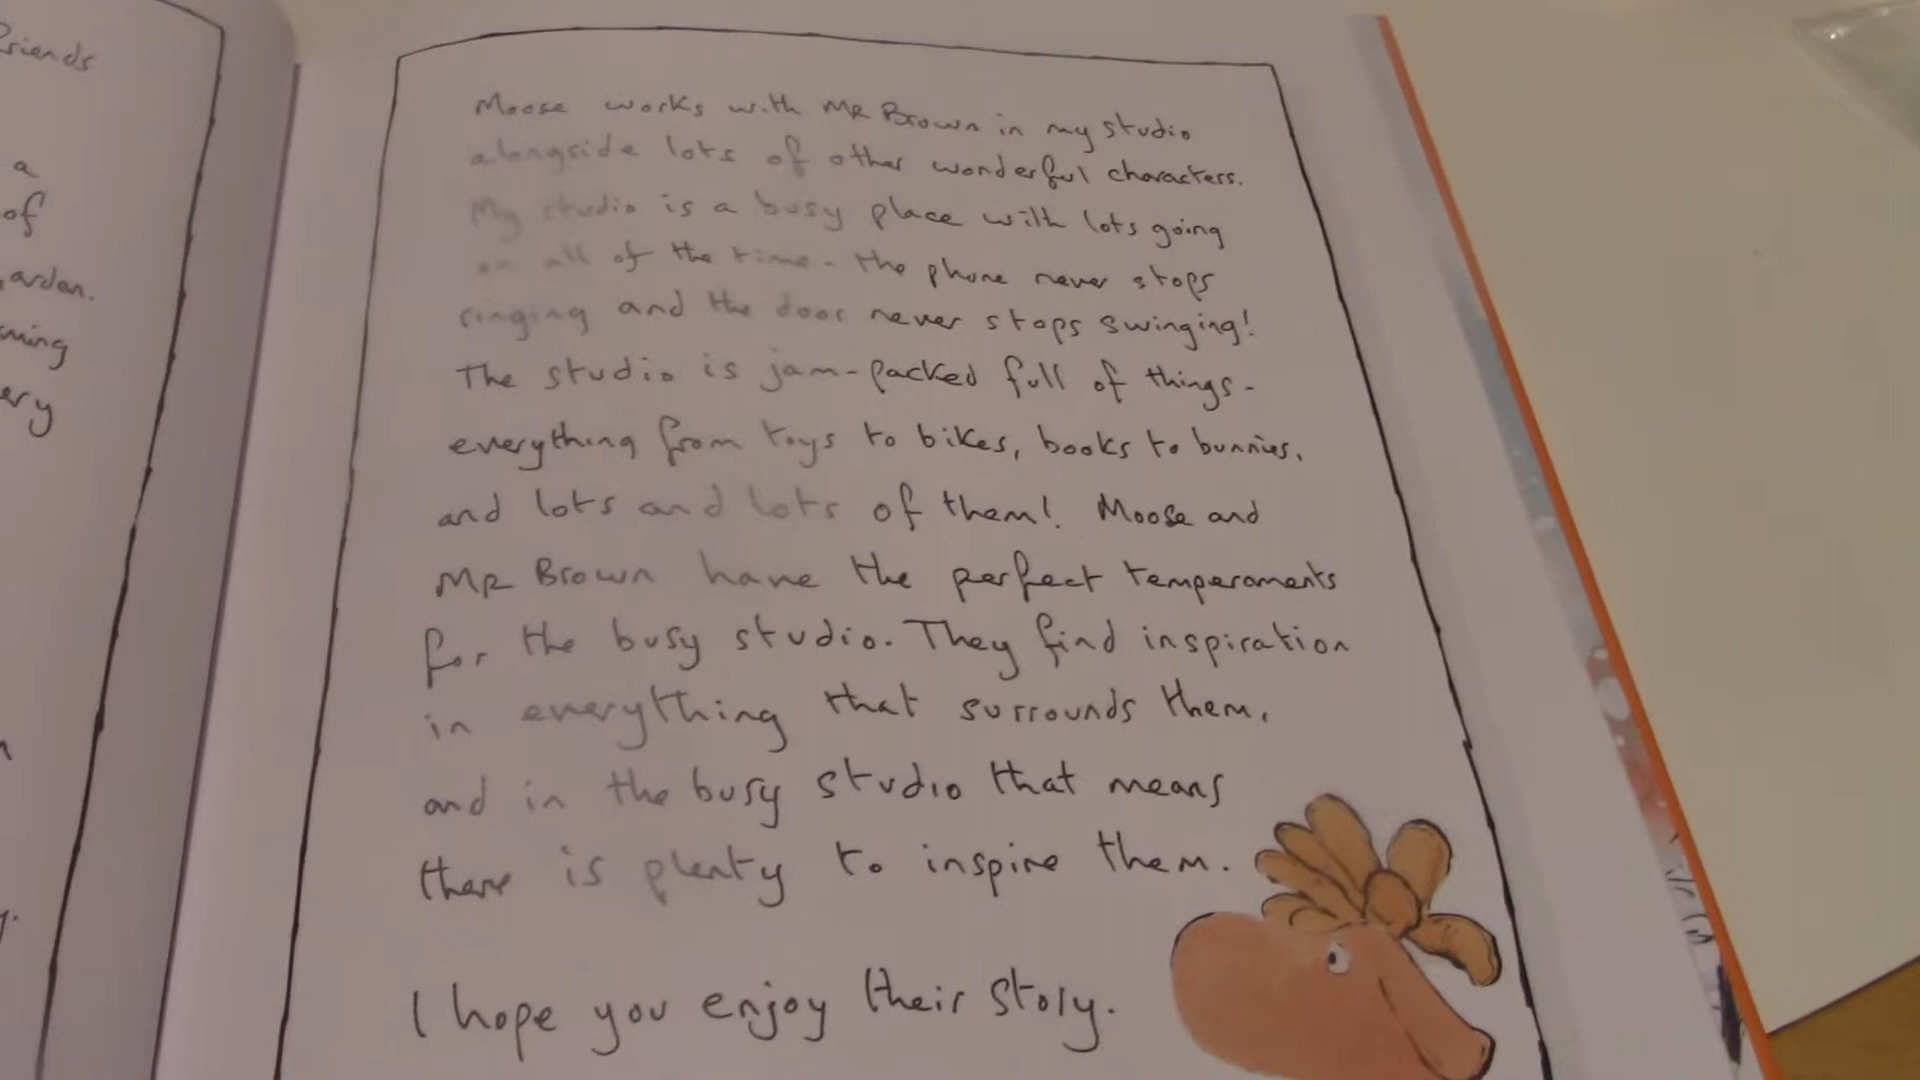 friends
a
of
arden.
ming
ery
y.
Moose works with MR Brown in my studio
alongside lots of other wonderful characters.
My studio is a busy place with lots going
on all of the time - the phone never stops
ringing and the door never stops swinging!
The studio is jam-packed full of things -
everything from toys to bikes, books to bunnies,
and lots and lots of them! Moose and
MR Brown have the perfect temperaments
for the busy studio. They find inspiration
in everything that surrounds them,
and in the busy studio that means
there is plenty to inspire them.
I hope you enjoy their story.